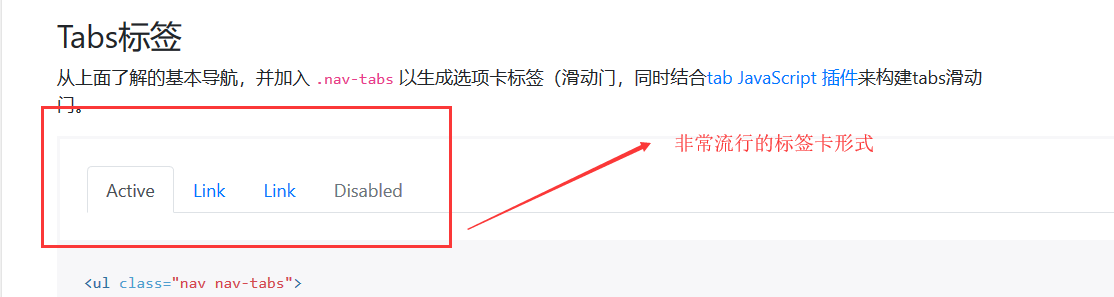 Tabs标签
从上面了解的基本导航，并加入 .nav-tabs 以生成选项卡标签（滑动门，同时结合tab JavaScript 插件来构建tabs滑动
门。
非常流行的标签卡形式
Active Link Link Disabled
<ul class="nav nav-tabs">